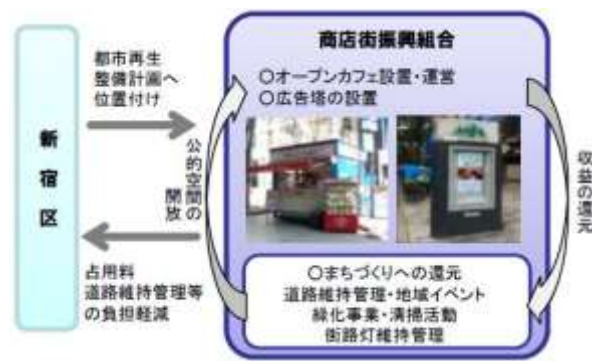 商店街振興組合
都市再生
整備計画へ
位置付け
○オープンカフェ設置・運営
○広告塔の設置
新宿区
公的空間の
開放
収益の還元
占用料
道路維持管理等
の負担軽減
○まちづくりへの還元
道路維持管理・地域イベント
緑化事業・清掃活動
街路灯維持管理